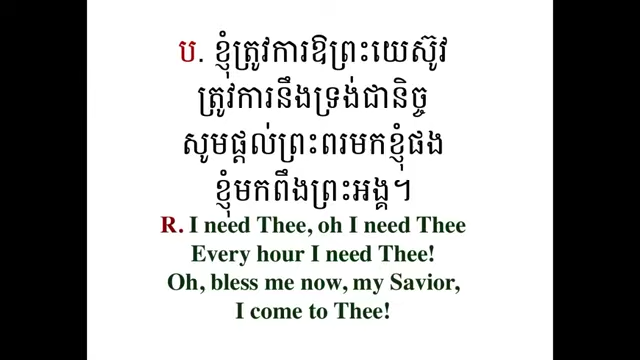 ប. ខ្ញុំត្រូវការឱព្រះយេស៊ូវ
ត្រូវការនឹងទ្រង់ជានិច្ច
សូមផ្តល់ព្រះពរមកខ្ញុំផង
ខ្ញុំមកពឹងព្រះអង្គ។
R. I need Thee, oh I need Thee
Every hour I need Thee!
Oh, bless me now, my Savior,
I come to Thee!